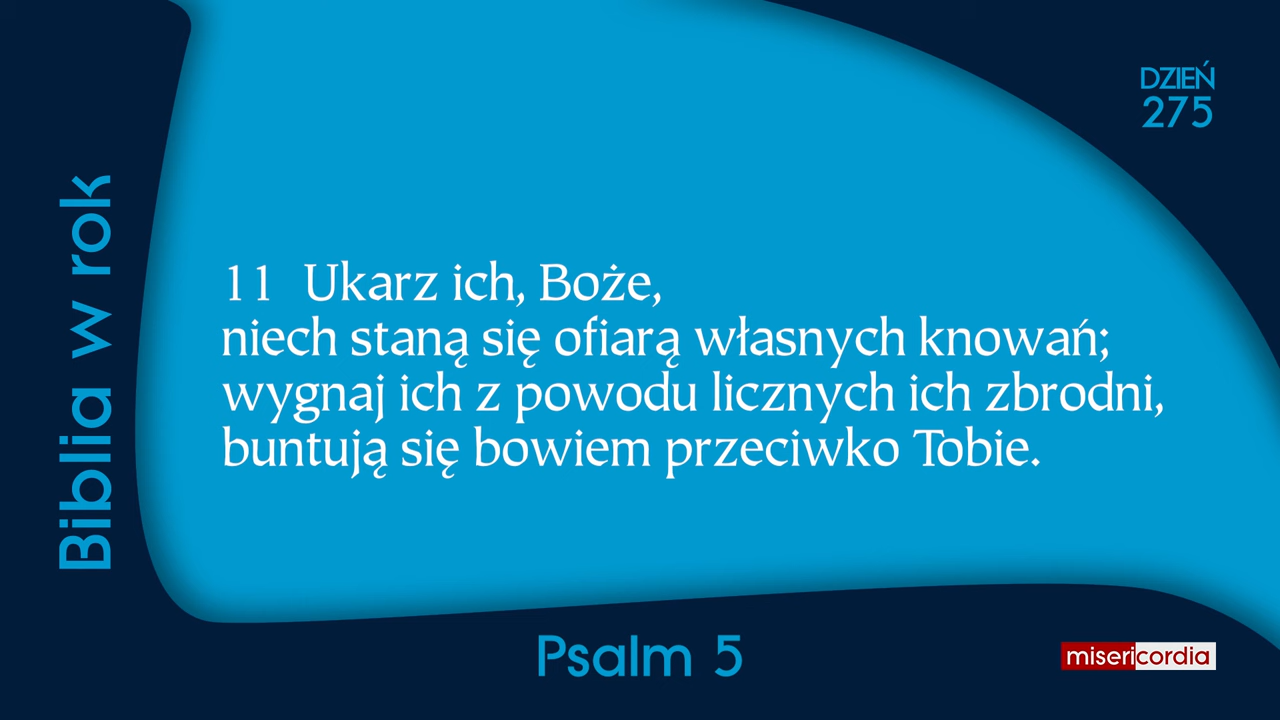 DZIEŃ
275
Biblia w rok
11 Ukarz ich, Boże,
niech staną się ofiarą własnych knowań;
wygnaj ich z powodu licznych ich zbrodni,
buntują się bowiem przeciwko Tobie.
Psalm 5
misericordia